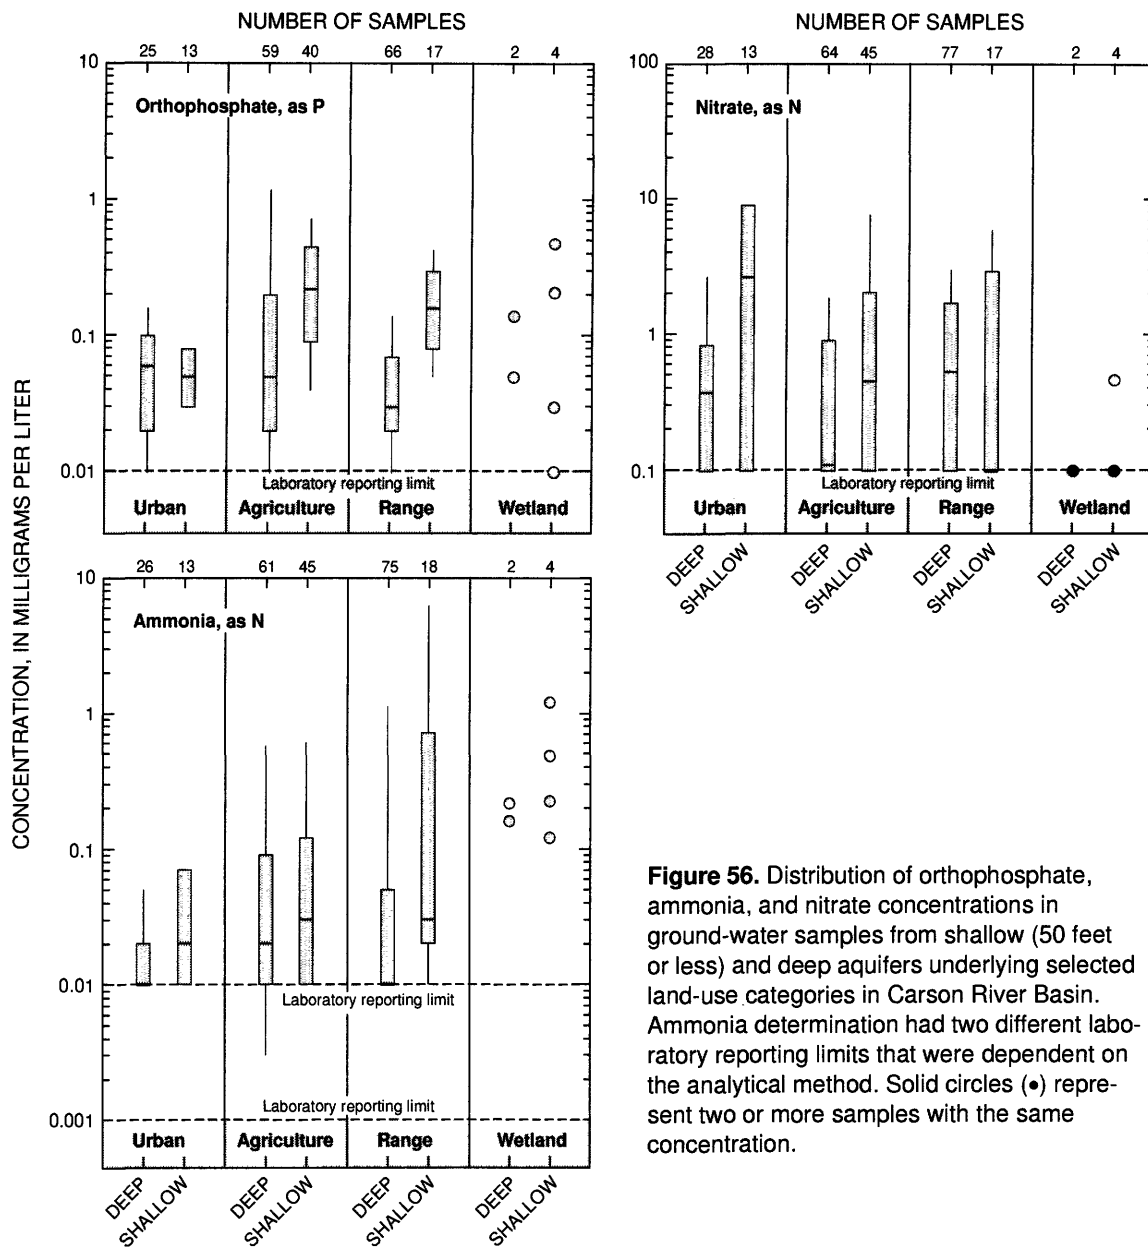 NUMBER OF SAMPLES
25 13 59 40 66 17 2 4
10
1
0.1
0.01
Orthophosphate, as P
Laboratory reporting limit
Urban Agriculture Range Wetland
NUMBER OF SAMPLES
28 13 64 45 77 17 2 4
100
10
1
0.1
Nitrate, as N
Laboratory reporting limit
Urban Agriculture Range Wetland
DEEP SHALLOW DEEP SHALLOW DEEP SHALLOW DEEP SHALLOW
CONCENTRATION, IN MILLIGRAMS PER LITER
26 13 61 45 75 18 2 4
10
1
0.1
0.01
0.001
Ammonia, as N
Laboratory reporting limit
Laboratory reporting limit
Urban Agriculture Range Wetland
DEEP SHALLOW DEEP SHALLOW DEEP SHALLOW DEEP SHALLOW
Figure 56. Distribution of orthophosphate,
ammonia, and nitrate concentrations in
ground-water samples from shallow (50 feet
or less) and deep aquifers underlying selected
land-use categories in Carson River Basin.
Ammonia determination had two different labo-
ratory reporting limits that were dependent on
the analytical method. Solid circles (•) repre-
sent two or more samples with the same
concentration.